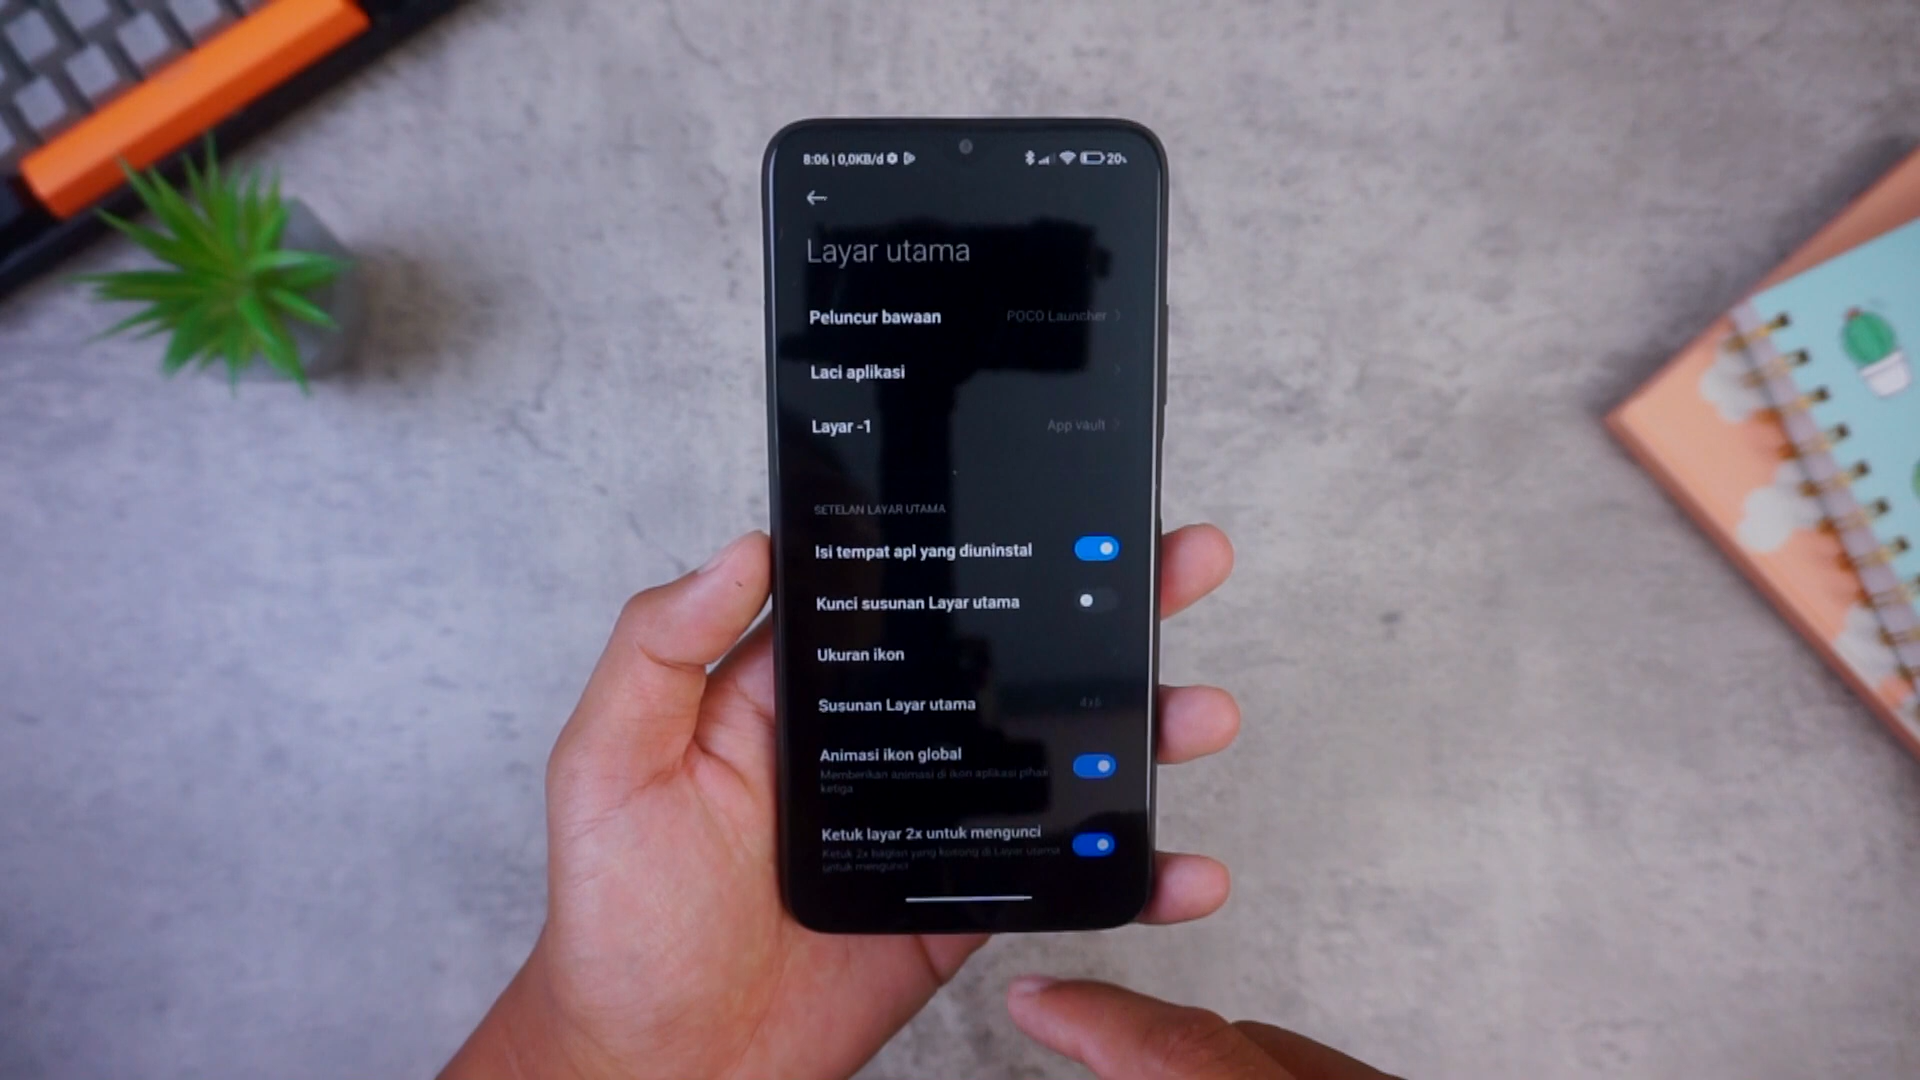 8:06 | 0,0KB/d
20%
Layar utama
Peluncur bawaan
POCO Launcher
Laci aplikasi
Layar -1
App vault
SETELAN LAYAR UTAMA
Isi tempat apl yang diuninstal
Kunci susunan Layar utama
Ukuran ikon
Susunan Layar utama
4x6
Animasi ikon global
Memberikan animasi di ikon aplikasi pihak
ketiga
Ketuk layar 2x untuk mengunci
Ketuk 2x bagian yang kosong di Layar utama
untuk mengunci